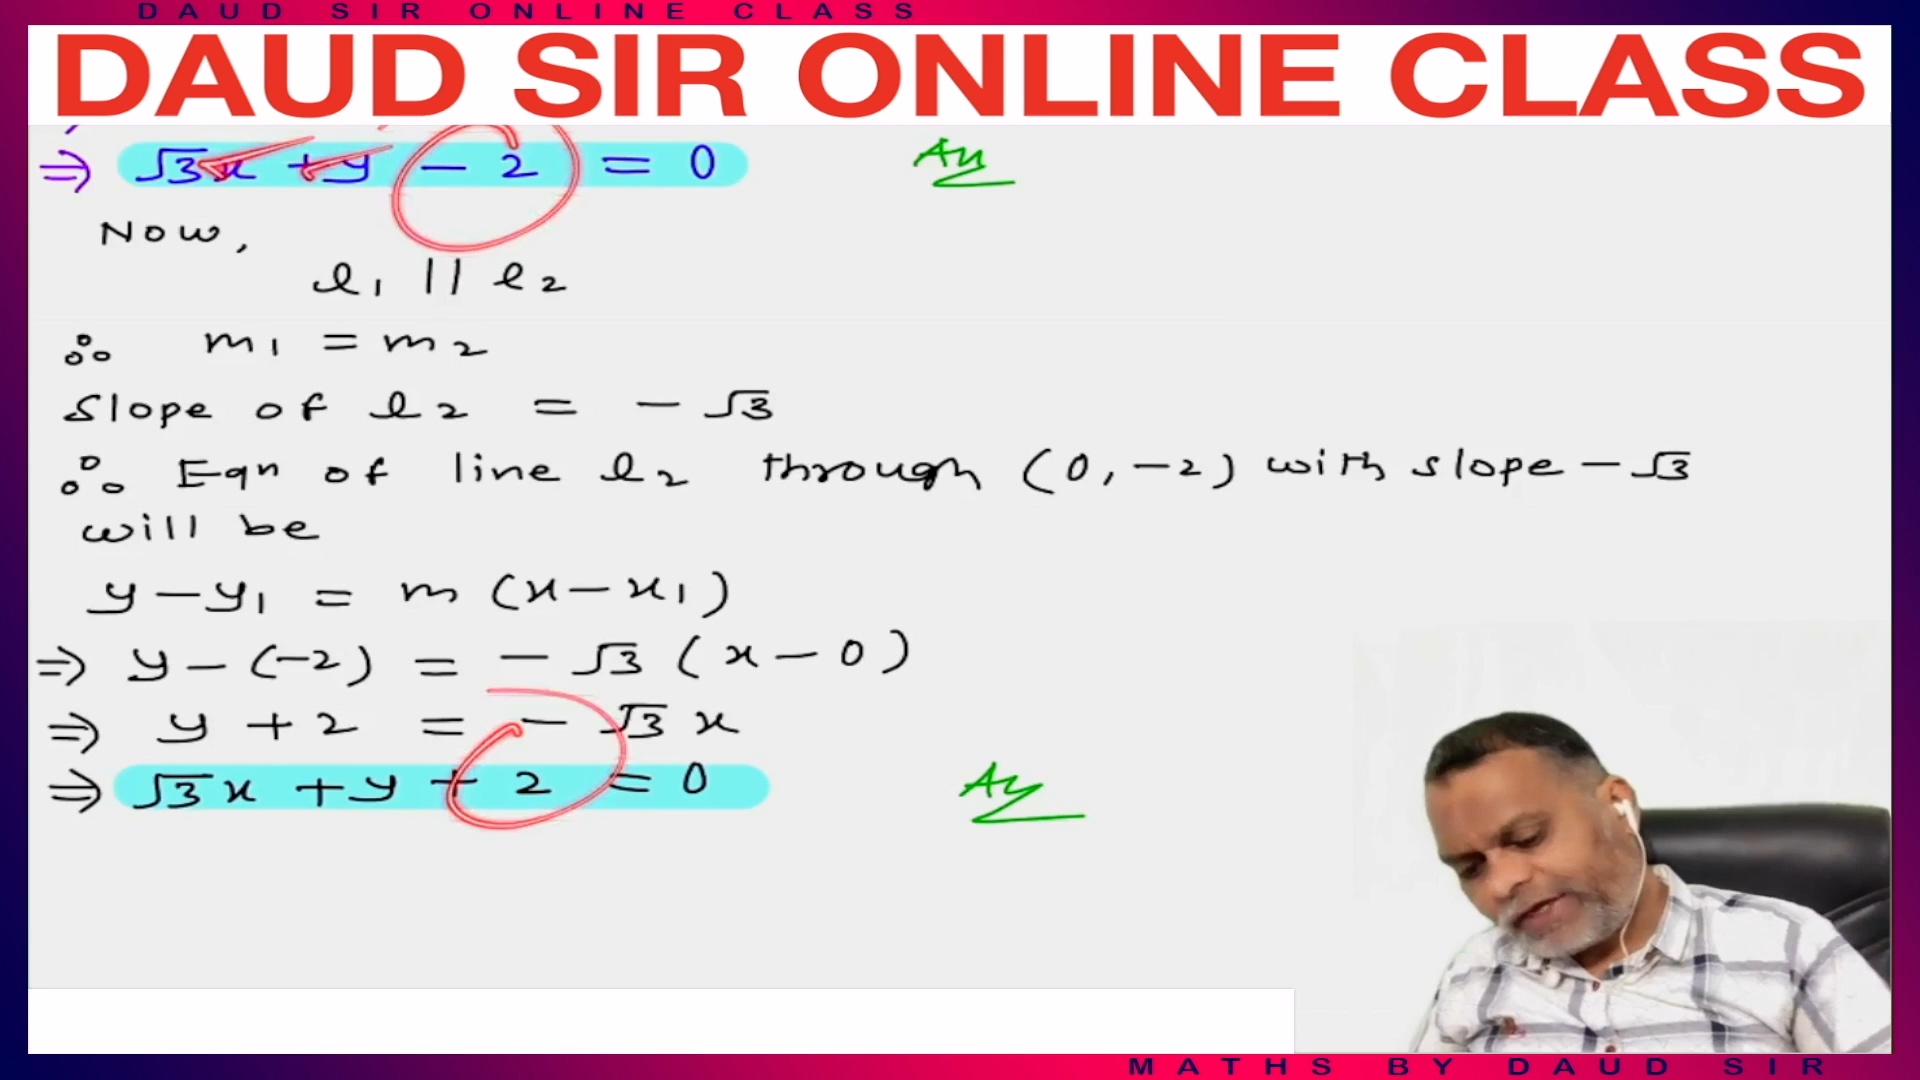 DAUD SIR ONLINE CLASS
DAUD SIR ONLINE CLASS
⇒ √3x + y - 2 = 0 Ans
Now,
l₁ || l₂
∴ m₁ = m₂
Slope of l₂ = - √3
∴ Eqn of line l₂ through (0, -2) with slope - √3
will be
y - y₁ = m (x - x₁)
⇒ y - (-2) = - √3 (x - 0)
⇒ y + 2 = - √3 x
⇒ √3x + y + 2 = 0 Ans
MATHS BY DAUD SIR